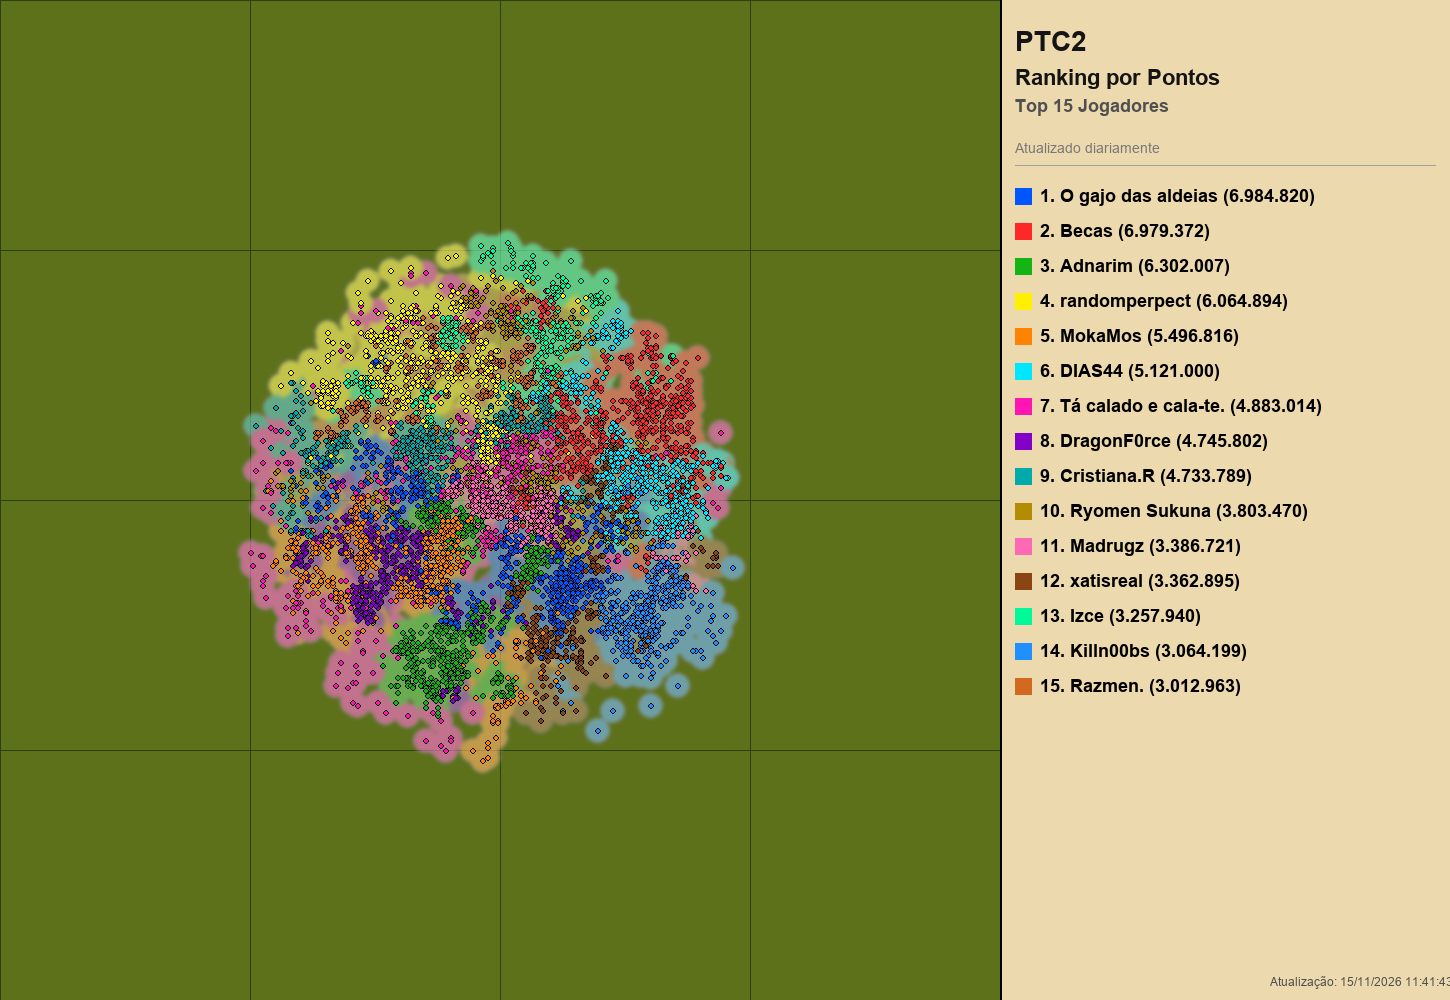 PTC2
Ranking por Pontos
Top 15 Jogadores
Atualizado diariamente
1. O gajo das aldeias (6.984.820)
2. Becas (6.979.372)
3. Adnarim (6.302.007)
4. randomperpect (6.064.894)
5. MokaMos (5.496.816)
6. DIAS44 (5.121.000)
7. Tá calado e cala-te. (4.883.014)
8. DragonF0rce (4.745.802)
9. Cristiana.R (4.733.789)
10. Ryomen Sukuna (3.803.470)
11. Madrugz (3.386.721)
12. xatisreal (3.362.895)
13. Izce (3.257.940)
14. Killn00bs (3.064.199)
15. Razmen. (3.012.963)
Atualização: 15/11/2026 11:41:43